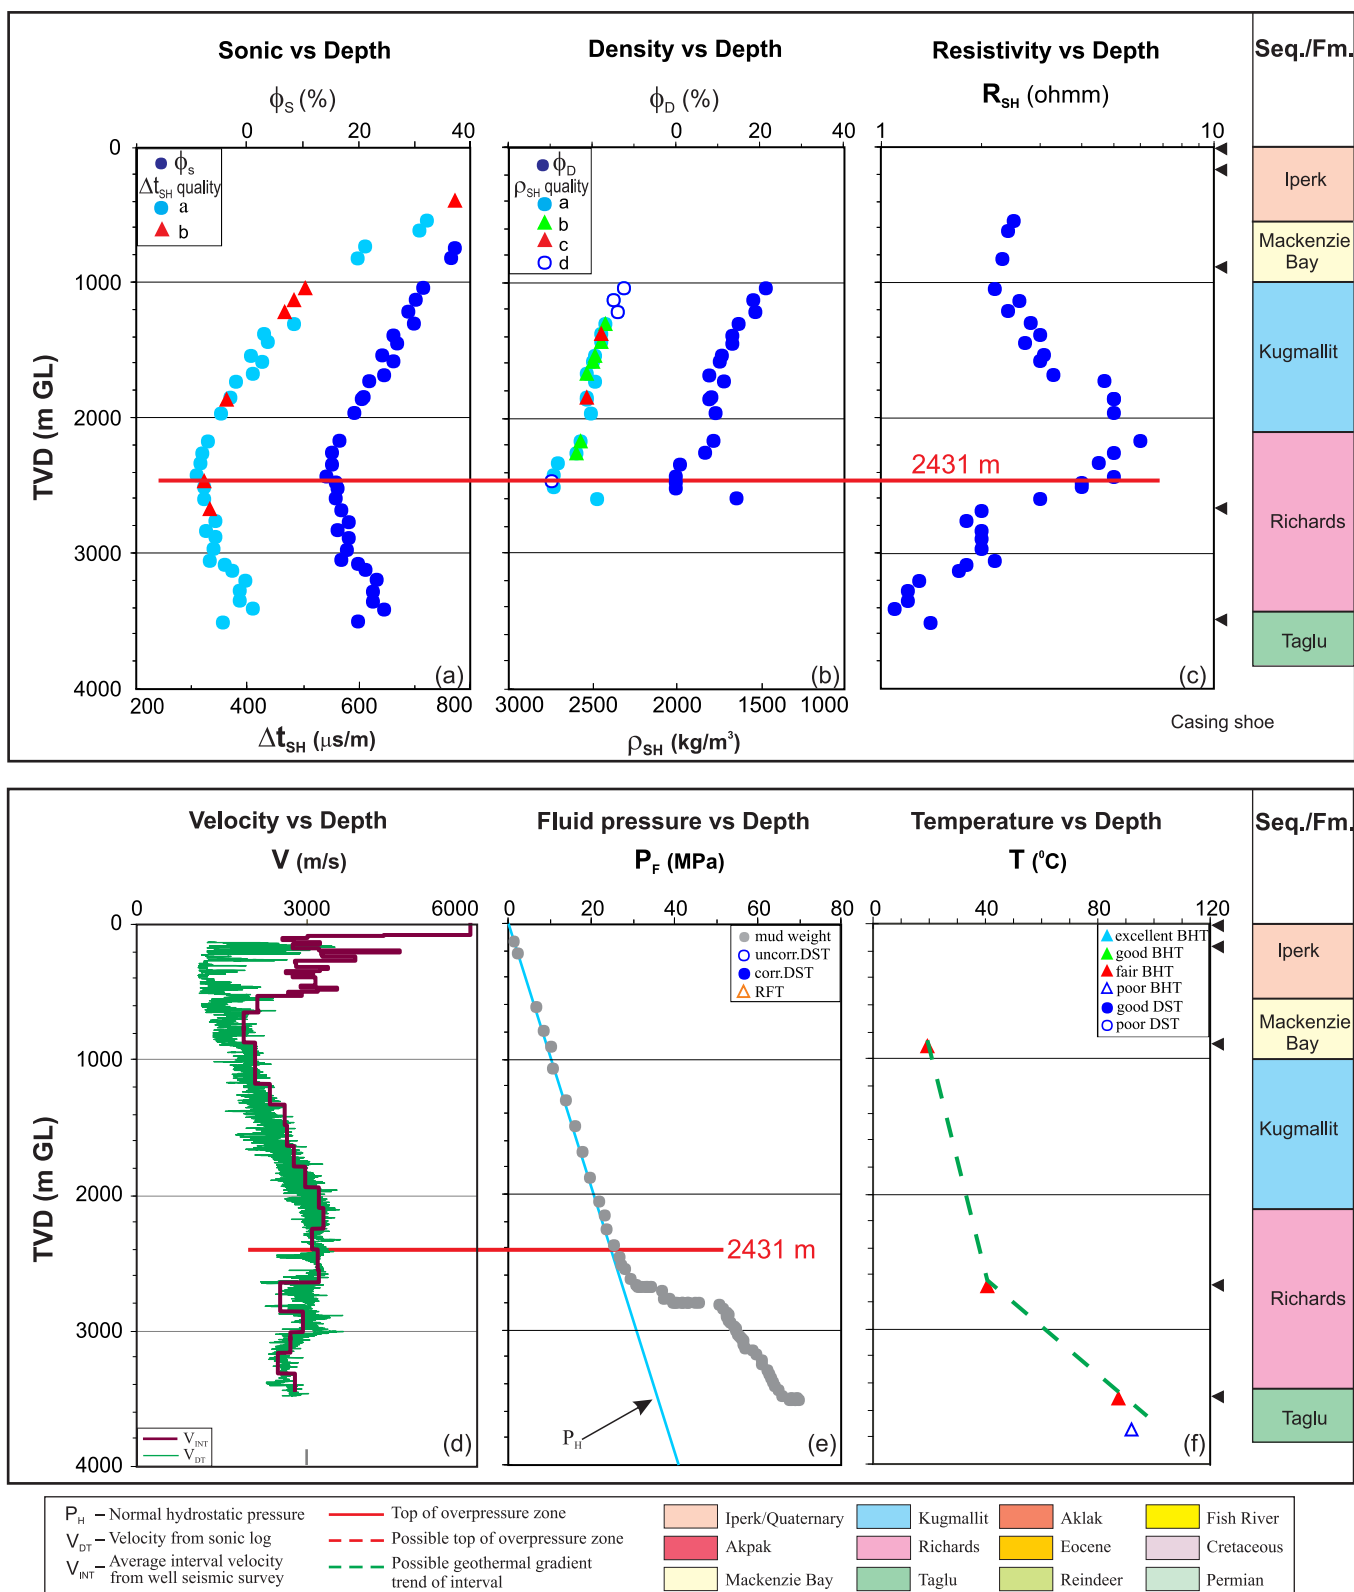 Sonic vs Depth
Density vs Depth
Resistivity vs Depth
Seq./Fm.
ϕS (%)
ϕD (%)
RSH (ohmm)
0 20 40
0 20 40
1 10
0
1000
2000
3000
4000
TVD (m GL)
ϕs
ΔtSH quality
a
b
ϕD
ρSH quality
a
b
c
d
2431 m
(a)
(b)
(c)
Iperk
Mackenzie
Bay
Kugmallit
Richards
Taglu
200 400 600 800
3000 2500 2000 1500 1000
ΔtSH (μs/m)
ρSH (kg/m³)
Casing shoe
Velocity vs Depth
Fluid pressure vs Depth
Temperature vs Depth
Seq./Fm.
V (m/s)
PF (MPa)
T (⁰C)
0 3000 6000
0 20 40 60 80
0 40 80 120
0
1000
2000
3000
4000
TVD (m GL)
mud weight
uncorr.DST
corr.DST
RFT
excellent BHT
good BHT
fair BHT
poor BHT
good DST
poor DST
2431 m
PH
VINT
VDT
(d)
(e)
(f)
Iperk
Mackenzie
Bay
Kugmallit
Richards
Taglu
PH – Normal hydrostatic pressure
VDT – Velocity from sonic log
VINT – Average interval velocity
from well seismic survey
Top of overpressure zone
Possible top of overpressure zone
Possible geothermal gradient
trend of interval
Iperk/Quaternary
Kugmallit
Aklak
Fish River
Akpak
Richards
Eocene
Cretaceous
Mackenzie Bay
Taglu
Reindeer
Permian